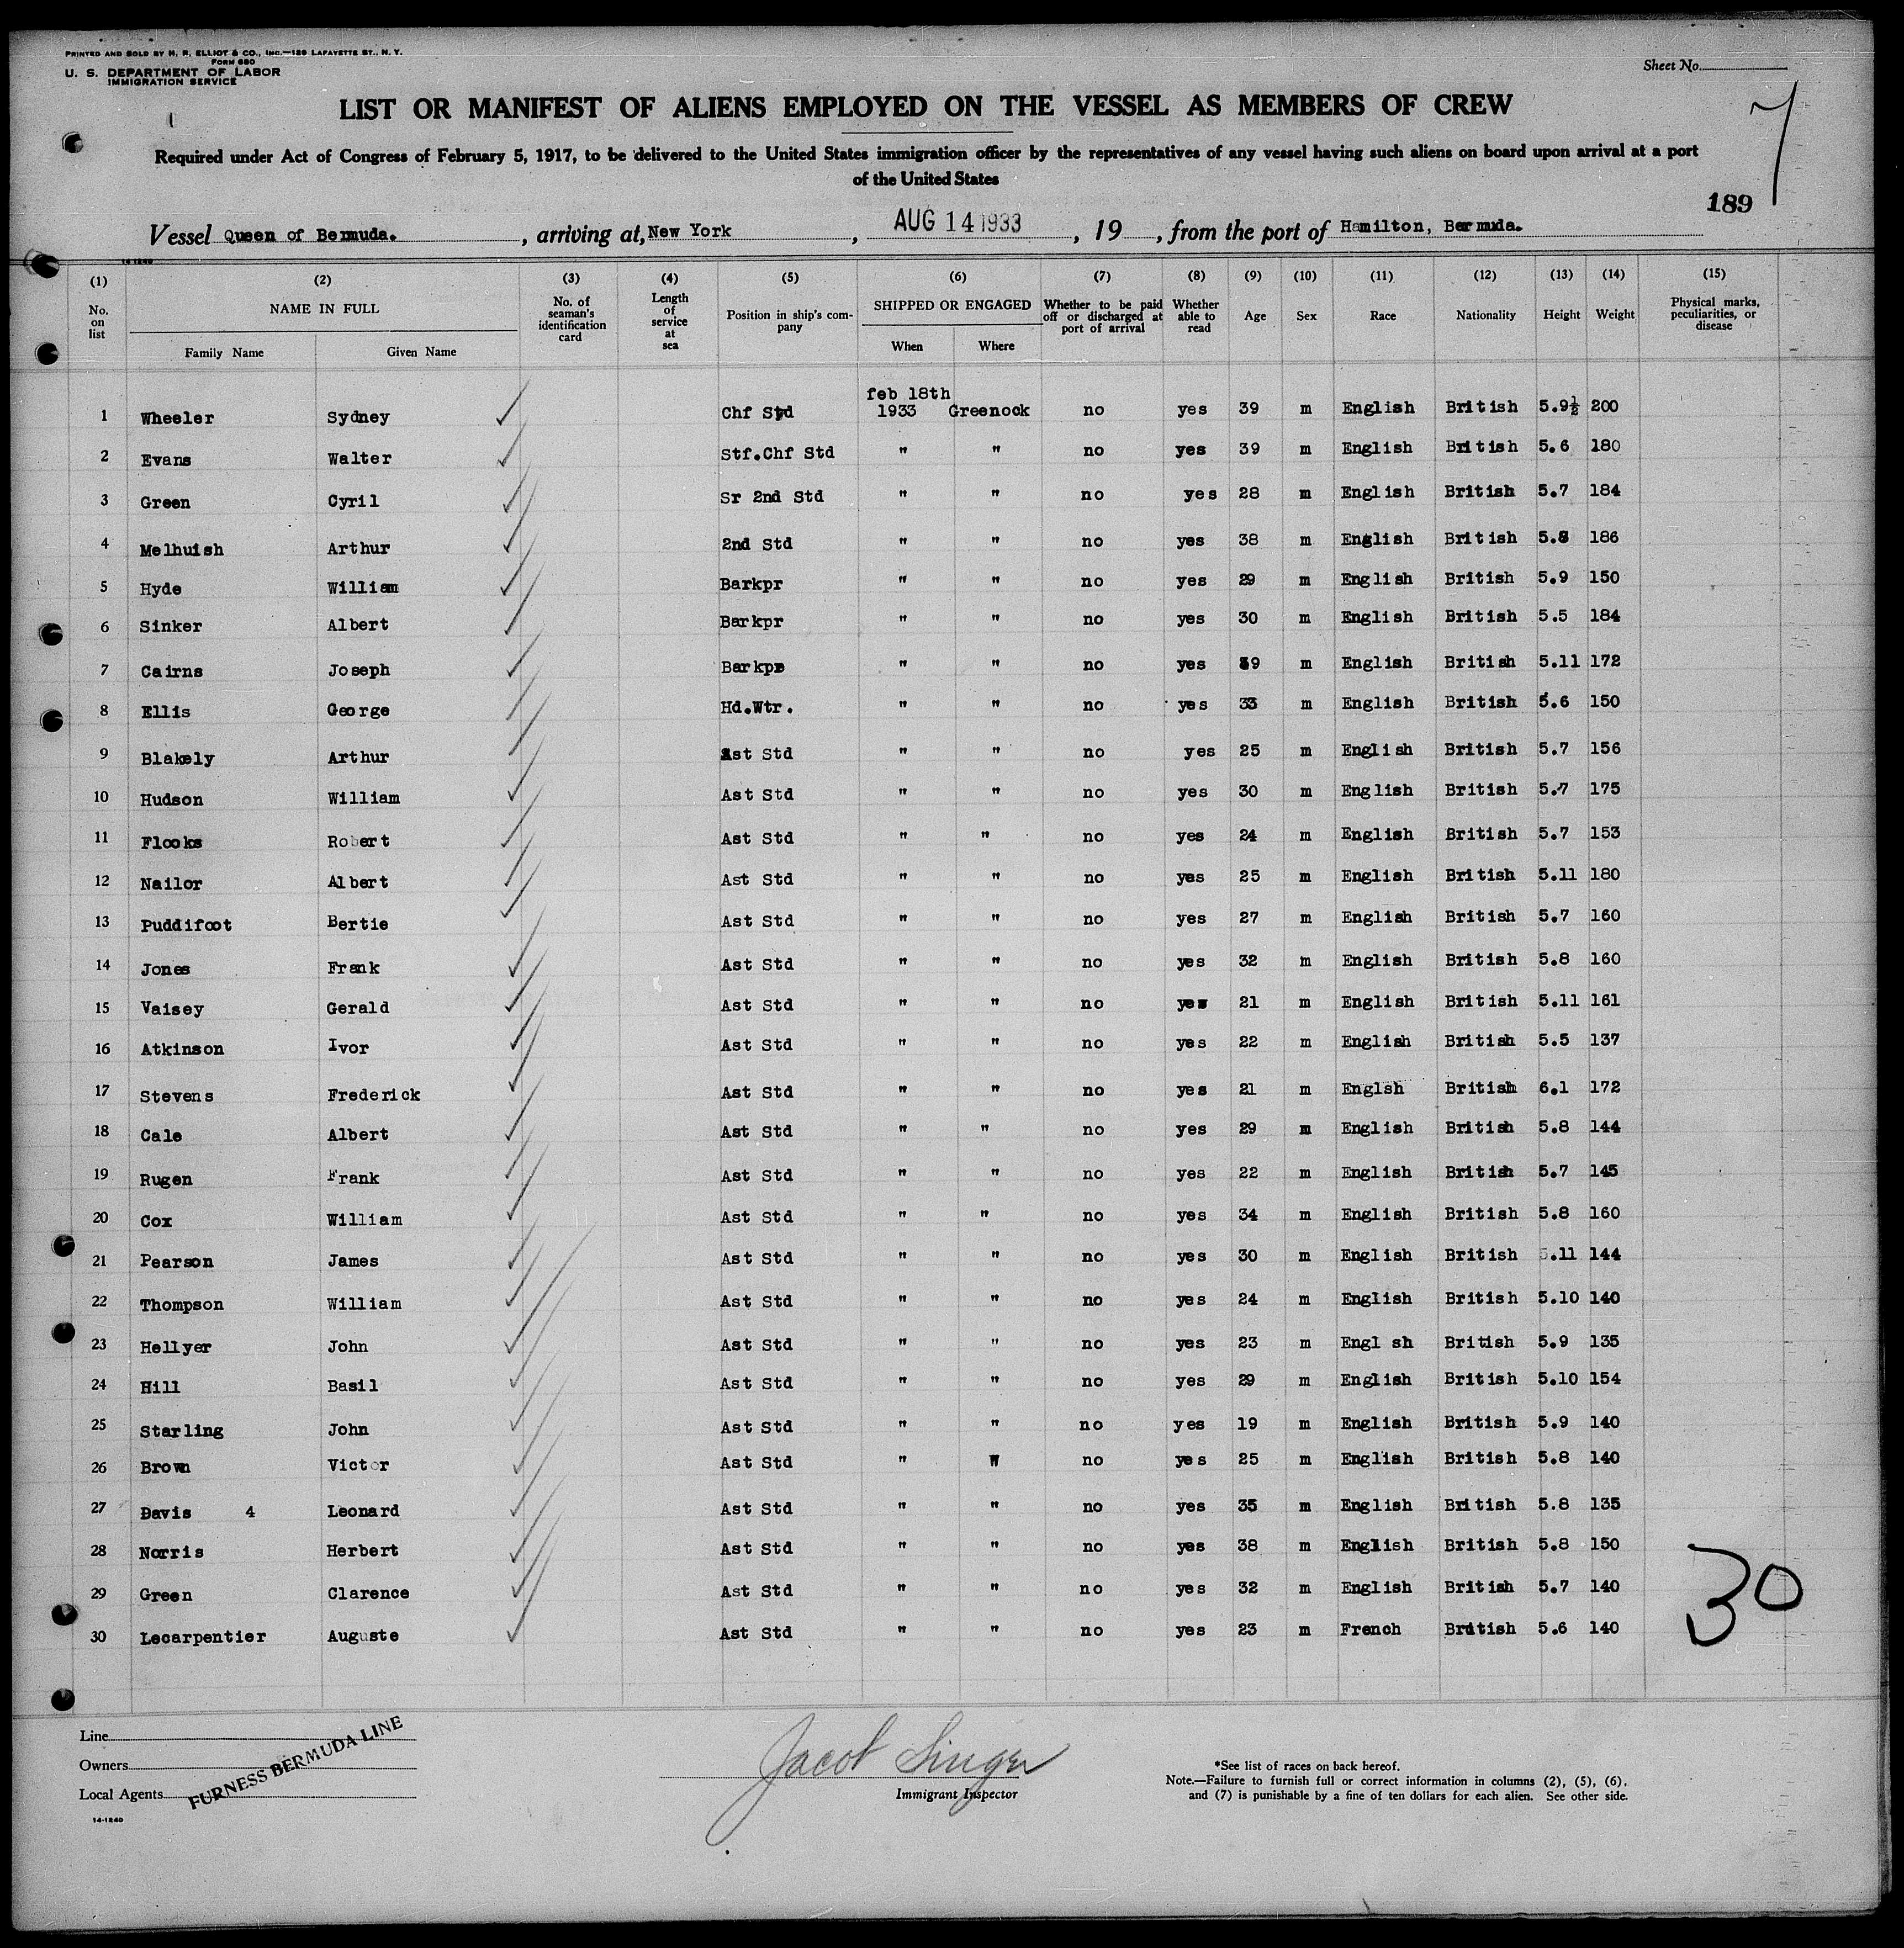 PRINTED AND SOLD BY H. R. ELLIOT & CO., INC.—129 LAFAYETTE ST., N. Y.
FORM 680
U. S. DEPARTMENT OF LABOR
IMMIGRATION SERVICE
Sheet No.
7
LIST OR MANIFEST OF ALIENS EMPLOYED ON THE VESSEL AS MEMBERS OF CREW
Required under Act of Congress of February 5, 1917, to be delivered to the United States immigration officer by the representatives of any vessel having such aliens on board upon arrival at a port
of the United States
189
Vessel Queen of Bermuda. , arriving at, New York , AUG 14 1933 , 19 , from the port of Hamilton, Bermuda.
14-1240
(1) (2) (3) (4) (5) (6) (7) (8) (9) (10) (11) (12) (13) (14) (15)
No. on list NAME IN FULL Family Name Given Name No. of seaman's identification card Length of service at sea Position in ship's company SHIPPED OR ENGAGED When Where Whether to be paid off or discharged at port of arrival Whether able to read Age Sex Race Nationality Height Weight Physical marks, peculiarities, or disease
feb 18th
1 Wheeler Sydney Chf Std 1933 Greenock no yes 39 m English British 5.9½ 200
2 Evans Walter Stf.Chf Std " " no yes 39 m English British 5.6 180
3 Green Cyril Sr 2nd Std " " no yes 28 m English British 5.7 184
4 Melhuish Arthur 2nd Std " " no yes 38 m English British 5.8 186
5 Hyde William Barkpr " " no yes 29 m English British 5.9 150
6 Sinker Albert Barkpr " " no yes 30 m English British 5.5 184
7 Cairns Joseph Barkpr " " no yes 39 m English British 5.11 172
8 Ellis George Hd.Wtr. " " no yes 33 m English British 5.6 150
9 Blakely Arthur Ast Std " " no yes 25 m English British 5.7 156
10 Hudson William Ast Std " " no yes 30 m English British 5.7 175
11 Flooks Robert Ast Std " " no yes 24 m English British 5.7 153
12 Nailor Albert Ast Std " " no yes 25 m English British 5.11 180
13 Puddifoot Bertie Ast Std " " no yes 27 m English British 5.7 160
14 Jones Frank Ast Std " " no yes 32 m English British 5.8 160
15 Vaisey Gerald Ast Std " " no yes 21 m English British 5.11 161
16 Atkinson Ivor Ast Std " " no yes 22 m English British 5.5 137
17 Stevens Frederick Ast Std " " no yes 21 m Englsh British 6.1 172
18 Cale Albert Ast Std " " no yes 29 m English British 5.8 144
19 Rugen Frank Ast Std " " no yes 22 m English British 5.7 145
20 Cox William Ast Std " " no yes 34 m English British 5.8 160
21 Pearson James Ast Std " " no yes 30 m English British 5.11 144
22 Thompson William Ast Std " " no yes 24 m English British 5.10 140
23 Hellyer John Ast Std " " no yes 23 m Engl sh British 5.9 135
24 Hill Basil Ast Std " " no yes 29 m English British 5.10 154
25 Starling John Ast Std " " no yes 19 m English British 5.9 140
26 Brown Victor Ast Std " W no yes 25 m English British 5.8 140
27 Davis 4 Leonard Ast Std " " no yes 35 m English British 5.8 135
28 Norris Herbert Ast Std " " no yes 38 m English British 5.8 150
29 Green Clarence Ast Std " " no yes 32 m English British 5.7 140
30 Lecarpentier Auguste Ast Std " " no yes 23 m French British 5.6 140
30
Line
Owners
Local Agents
FURNESS BERMUDA LINE
14-1240
Jacob Singer
Immigrant Inspector
*See list of races on back hereof.
Note.—Failure to furnish full or correct information in columns (2), (5), (6),
and (7) is punishable by a fine of ten dollars for each alien. See other side.